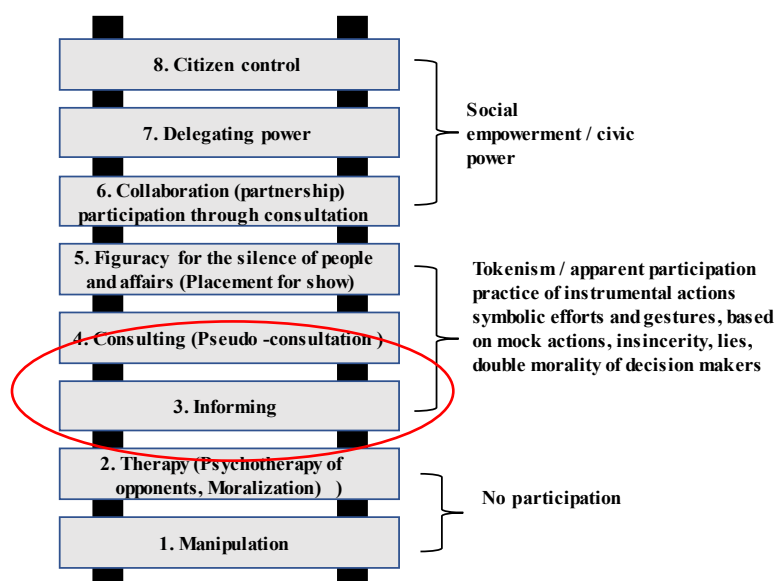 8. Citizen control
7. Delegating power
6. Collaboration (partnership)
participation through consultation
Social
empowerment / civic
power
5. Figuracy for the silence of people
and affairs (Placement for show)
4. Consulting (Pseudo -consultation )
3. Informing
Tokenism / apparent participation
practice of instrumental actions
symbolic efforts and gestures, based
on mock actions, insincerity, lies,
double morality of decision makers
2. Therapy (Psychotherapy of
opponents, Moralization) )
1. Manipulation
No participation